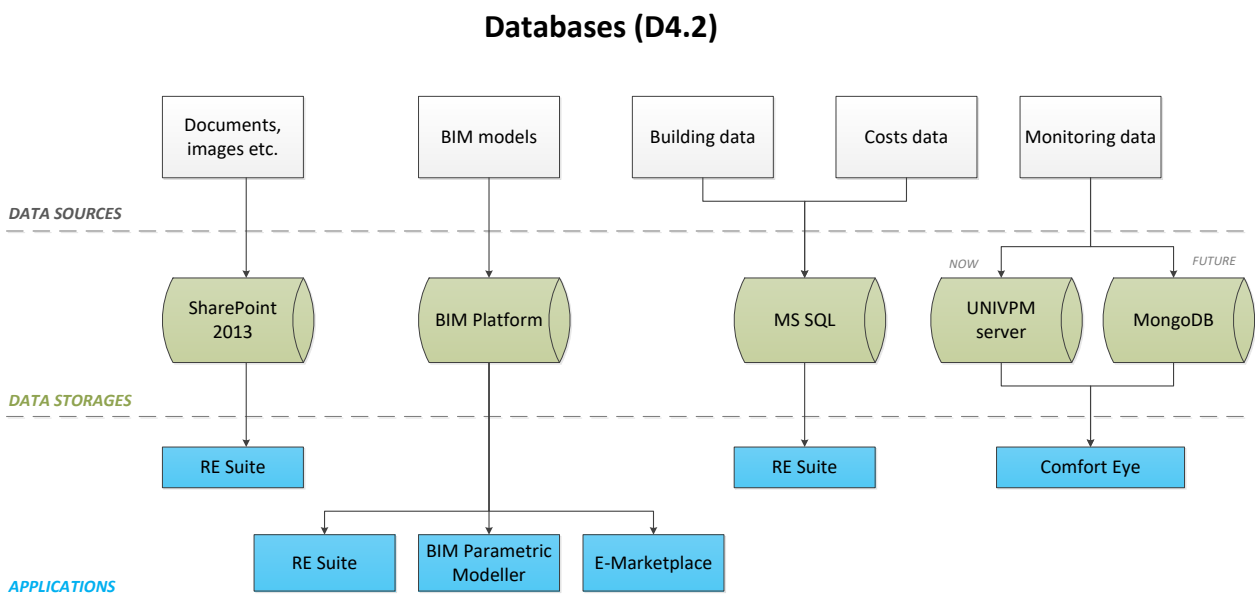 Databases (D4.2)
Documents,
images etc.
BIM models
Building data
Costs data
Monitoring data
DATA SOURCES
NOW
FUTURE
SharePoint
2013
BIM Platform
MS SQL
UNIVPM
server
MongoDB
DATA STORAGES
RE Suite
RE Suite
Comfort Eye
RE Suite
BIM Parametric
Modeller
E-Marketplace
APPLICATIONS